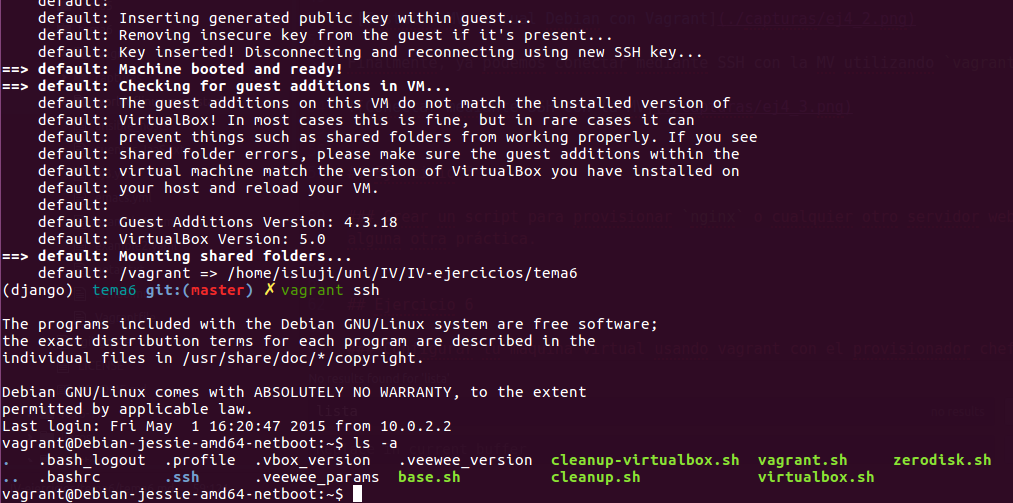 default:
default: Inserting generated public key within guest...
default: Removing insecure key from the guest if it's present...
default: Key inserted! Disconnecting and reconnecting using new SSH key...
==> default: Machine booted and ready!
==> default: Checking for guest additions in VM...
default: The guest additions on this VM do not match the installed version of
default: VirtualBox! In most cases this is fine, but in rare cases it can
default: prevent things such as shared folders from working properly. If you see
default: shared folder errors, please make sure the guest additions within the
default: virtual machine match the version of VirtualBox you have installed on
default: your host and reload your VM.
default:
default: Guest Additions Version: 4.3.18
default: VirtualBox Version: 5.0
==> default: Mounting shared folders...
default: /vagrant => /home/isluji/uni/IV/IV-ejercicios/tema6
(django) tema6 git:(master) ✗ vagrant ssh
The programs included with the Debian GNU/Linux system are free software;
the exact distribution terms for each program are described in the
individual files in /usr/share/doc/*/copyright.
Debian GNU/Linux comes with ABSOLUTELY NO WARRANTY, to the extent
permitted by applicable law.
Last login: Fri May  1 16:20:47 2015 from 10.0.2.2
vagrant@Debian-jessie-amd64-netboot:~$ ls -a
.   .bash_logout  .profile  .vbox_version    .veewee_version  cleanup-virtualbox.sh  vagrant.sh     zerodisk.sh
..  .bashrc       .ssh      .veewee_params   base.sh          cleanup.sh             virtualbox.sh
vagrant@Debian-jessie-amd64-netboot:~$